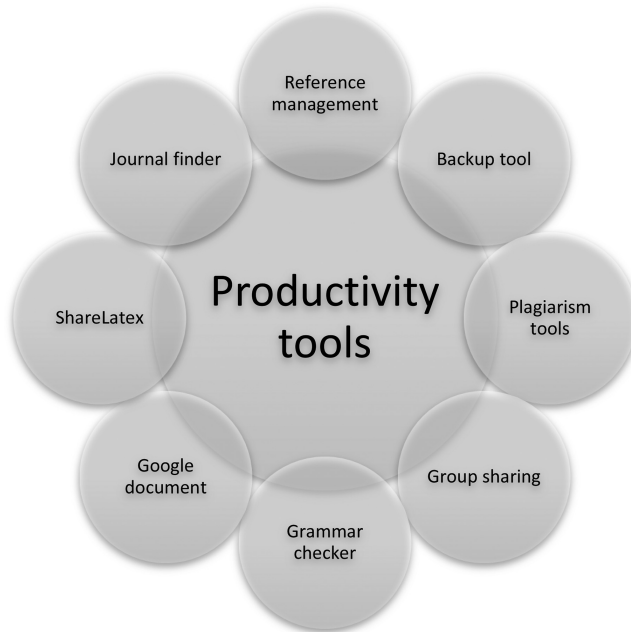 Reference
management
Backup tool
Plagiarism
tools
Group sharing
Grammar
checker
Google
document
ShareLatex
Journal finder
Productivity
tools